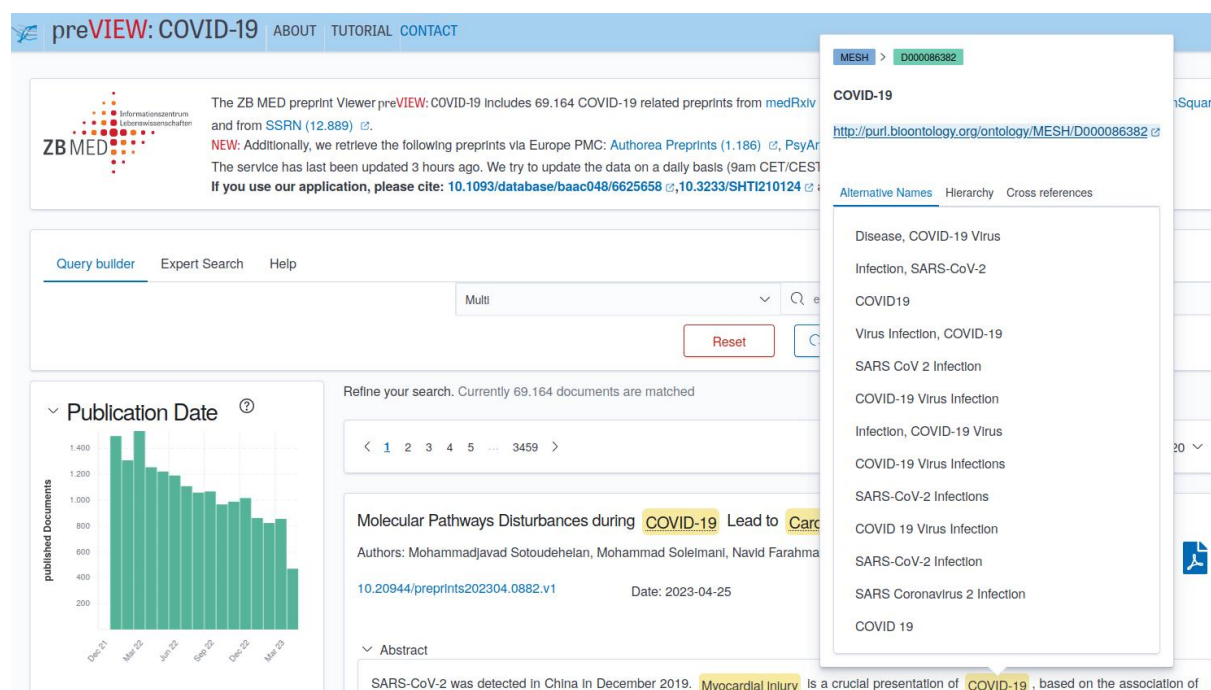 preVIEW: COVID-19 ABOUT TUTORIAL CONTACT
ZB MED
Informationszentrum
Lebenswissenschaften
The ZB MED preprint Viewer preVIEW: COVID-19 includes 69.164 COVID-19 related preprints from medRxiv
and from SSRN (12.889).
NEW: Additionally, we retrieve the following preprints via Europe PMC: Authorea Preprints (1.186)
The service has last been updated 3 hours ago. We try to update the data on a daily basis (9am CET/CEST
If you use our application, please cite: 10.1093/database/baac048/6625658 ,10.3233/SHTI210124
Query builder Expert Search Help
Multi
Reset
Publication Date
published Documents
1.400
1.200
1.000
800
600
400
200
Dec 21 Mar 22 Jun 22 Sep 22 Dec 22 Mar 23
Refine your search. Currently 69.164 documents are matched
< 1 2 3 4 5 ... 3459 >
20
Molecular Pathways Disturbances during COVID-19 Lead to
Authors: Mohammadjavad Sotoudeheian, Mohammad Soleimani, Navid
10.20944/preprints202304.0882.v1 Date: 2023-04-25
Abstract
SARS-CoV-2 was detected in China in December 2019. Myocardial injury is a crucial presentation of COVID-19 , based on the association of
MESH > D000086382
COVID-19
http://purl.bioontology.org/ontology/MESH/D000086382
Alternative Names Hierarchy Cross references
Disease, COVID-19 Virus
Infection, SARS-CoV-2
COVID19
Virus Infection, COVID-19
SARS CoV 2 Infection
COVID-19 Virus Infection
Infection, COVID-19 Virus
COVID-19 Virus Infections
SARS-CoV-2 Infections
COVID 19 Virus Infection
SARS-CoV-2 Infection
SARS Coronavirus 2 Infection
COVID 19